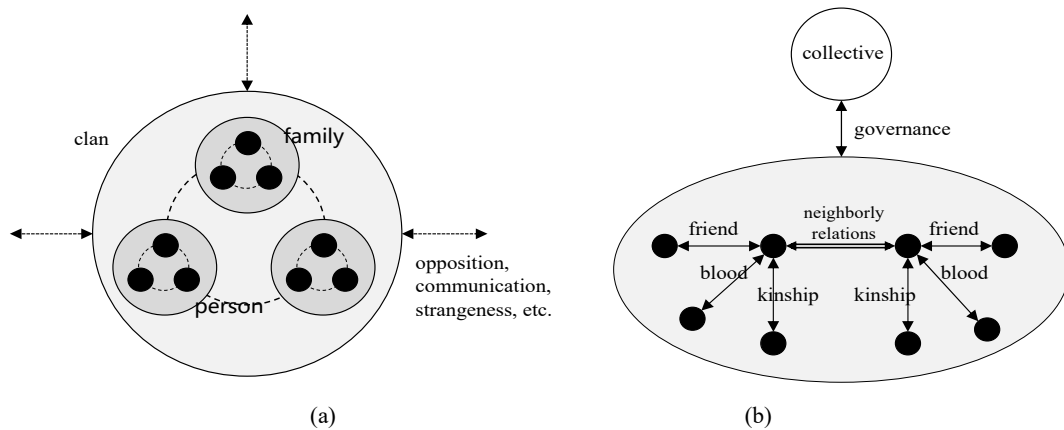 clan
family
person
opposition,
communication,
strangeness, etc.
(a)
collective
governance
neighborly
relations
friend
friend
blood
blood
kinship
kinship
(b)